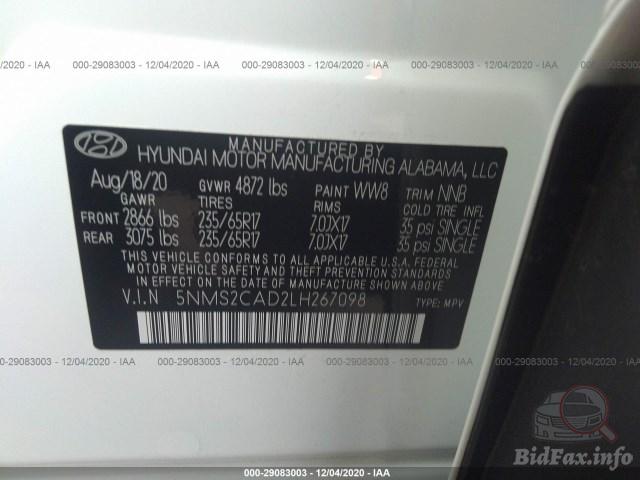 000-29083003 - 12/04/2020 - IAA 000-29083003 - 12/04/2020 - IAA 000-29083003 - 12/04/2020 - IAA
MANUFACTURED BY
HYUNDAI MOTOR MANUFACTURING ALABAMA, LLC
Aug/18/20 GVWR 4872 lbs PAINT WW8 TRIM NNB
GAWR TIRES RIMS COLD TIRE INFL
FRONT 2866 lbs 235/65R17 7.0JX17 35 psi SINGLE
REAR 3075 lbs 235/65R17 7.0JX17 35 psi SINGLE
THIS VEHICLE CONFORMS TO ALL APPLICABLE U.S.A. FEDERAL
MOTOR VEHICLE SAFETY, BUMPER, AND THEFT PREVENTION
STANDARDS IN EFFECT ON THE DATE OF MANUFACTURE
SHOWN ABOVE.
V.I.N 5NMS2CAD2LH267098 TYPE: MPV
000-29083003 - 12/04/2020 - IAA 000-29083003 - 12/04/2020 - IAA 000-29083003 - 12/04/2020 - IAA
BidFax.info
000-29083003 - 12/04/2020 - IAA